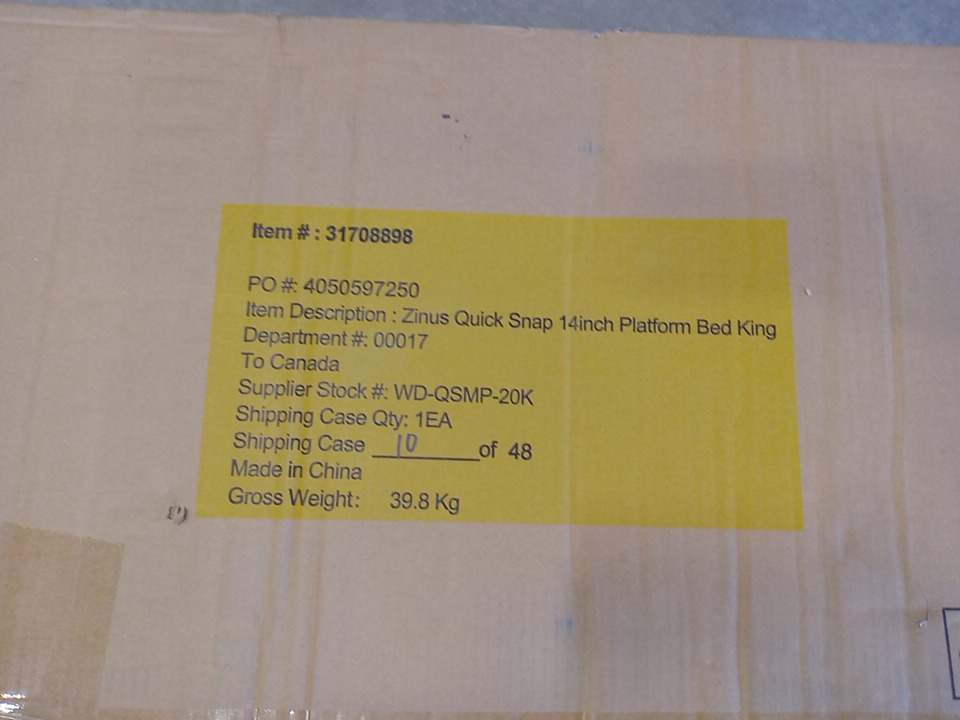 Item # : 31708898
PO #: 4050597250
Item Description : Zinus Quick Snap 14inch Platform Bed King
Department #: 00017
To Canada
Supplier Stock #: WD-QSMP-20K
Shipping Case Qty: 1EA
Shipping Case 10 of 48
Made in China
Gross Weight: 39.8 Kg